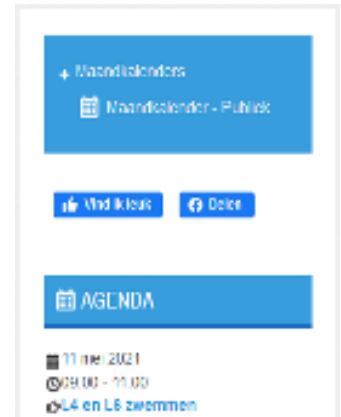 Maandkalenders
Maandkalender - Publiek
Vind ik leuk
Delen
AGENDA
11 mei 2021
09:00 - 11:00
L4 en L6 zwemmen